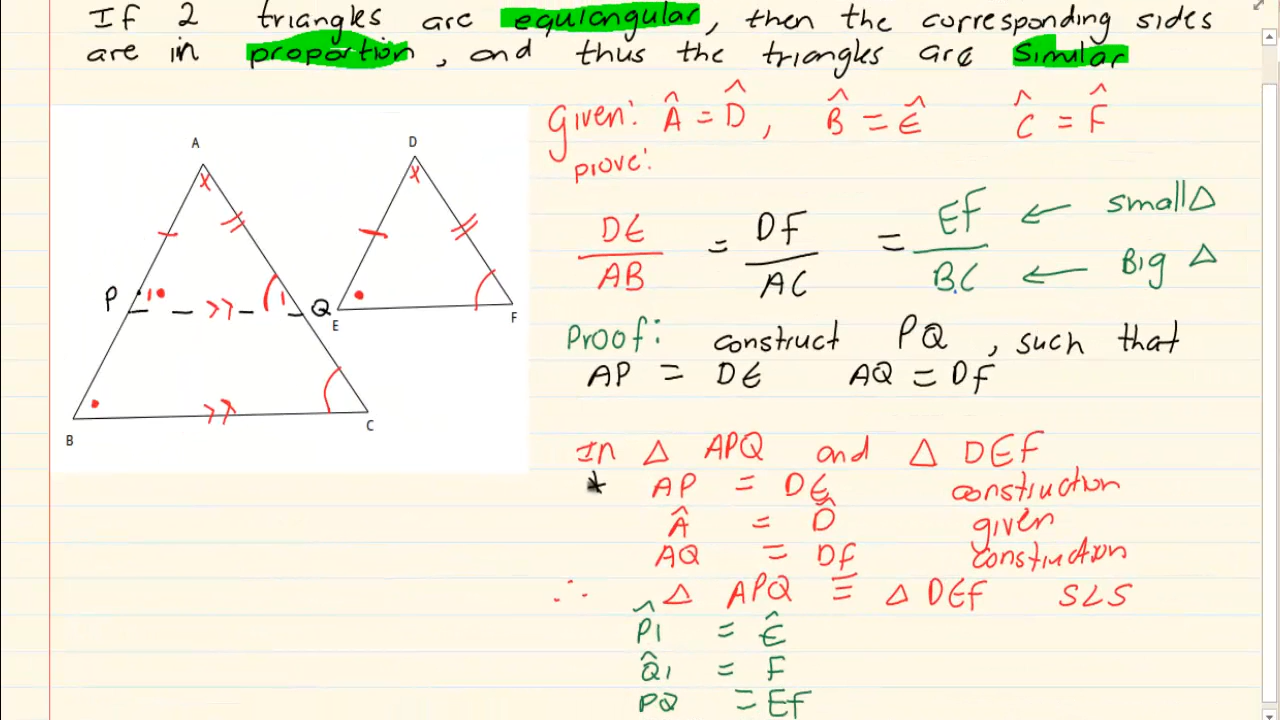 If 2 triangles are equiangular, then the corresponding sides
are in proportion, and thus the triangles are similar
Given: Â = D̂, B̂ = Ê Ĉ = F̂
prove:
DE/AB = DF/AC = EF/BC ← small Δ ← Big Δ
Proof: construct PQ, such that
AP = DE AQ = DF
In Δ APQ and Δ DEF
* AP = DE construction
Â = D̂ given
AQ = DF construction
∴ Δ APQ ≡ Δ DEF S∠S
P̂1 = Ê
Q̂1 = F
PQ = EF
A
D
x
x
P 1 1 Q
E
F
B
C